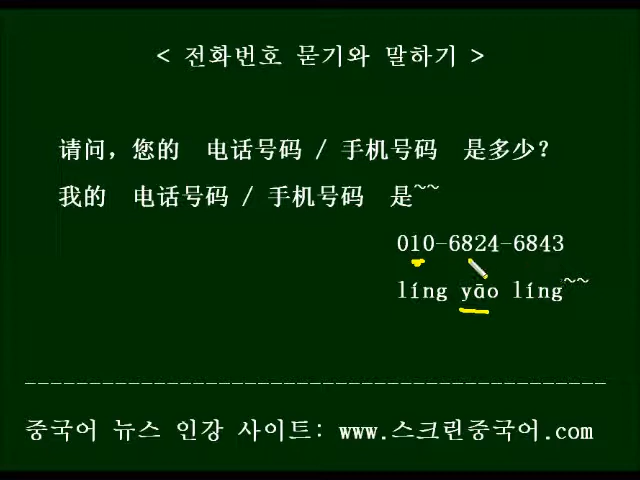 < 전화번호 묻기와 말하기 >
请问，您的 电话号码 / 手机号码 是多少？
我的 电话号码 / 手机号码 是~~
010-6824-6843
líng yāo líng~~
중국어 뉴스 인강 사이트: www.스크린중국어.com